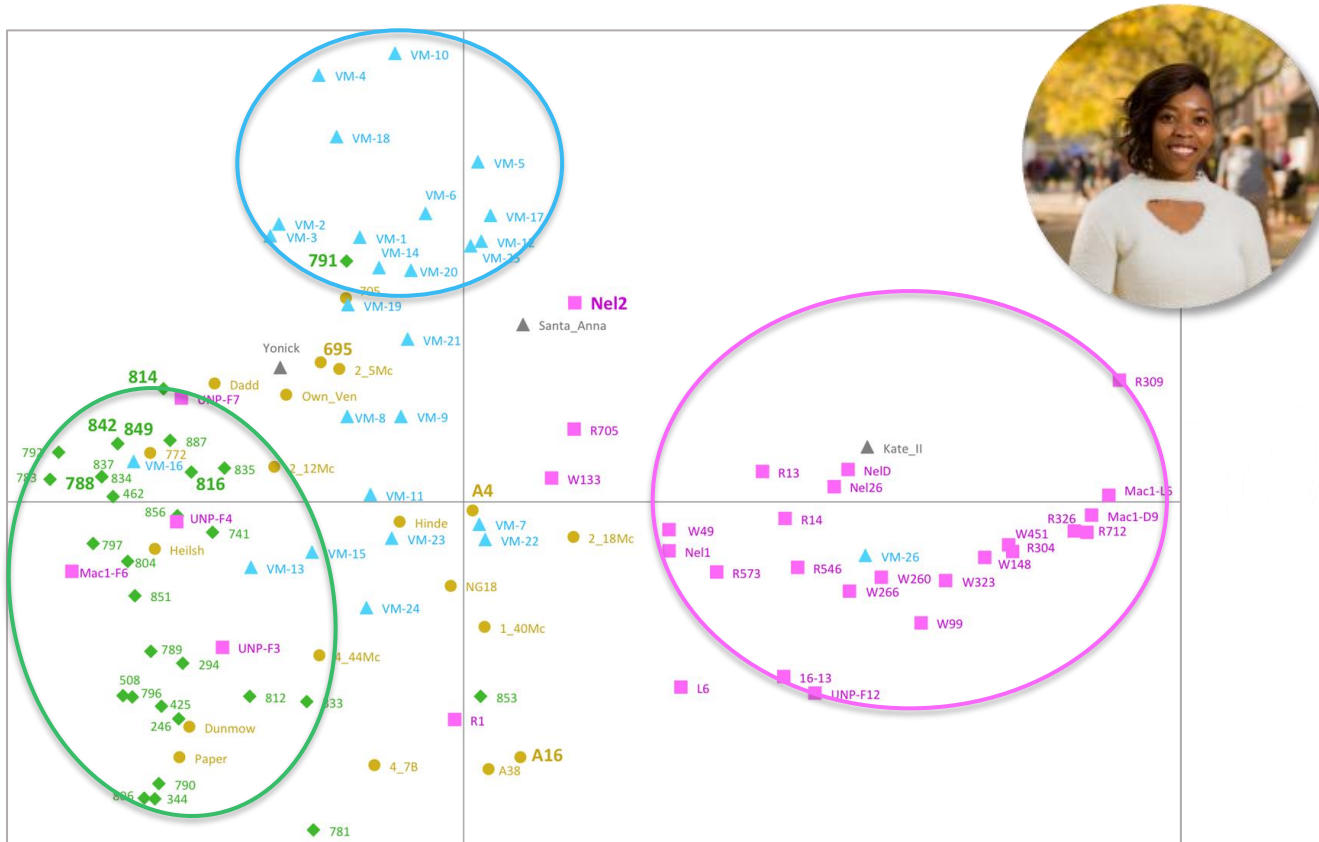 VM-10
VM-4
VM-18
VM-5
VM-6
VM-17
VM-2
VM-3
VM-1
VM-12
VM-14
791
VM-20
VM-19
Nel2
Santa_Anna
VM-21
Yonick
695
2_5Mc
814
Dadd
R309
UNP-F7
Own_Ven
VM-8
VM-9
R705
842
849
887
Kate_II
772
VM-16
837
835
2_12Mc
R13
NelD
834
788
816
W133
Nel26
462
VM-11
A4
Mac1-L5
856
UNP-F4
Hinde
VM-7
R14
R326
Mac1-D9
741
W49
W451
R712
797
Heilsh
VM-23
VM-22
2_18Mc
Nel1
VM-26
R304
804
VM-15
W148
Mac1-F6
VM-13
R573
R546
W260
W323
NG18
W266
851
VM-24
W99
1_40Mc
UNP-F3
789
294
4_44Mc
16-13
508
796
812
333
853
L6
UNP-F12
425
246
R1
Dunmow
Paper
4_7B
A16
A38
790
344
781